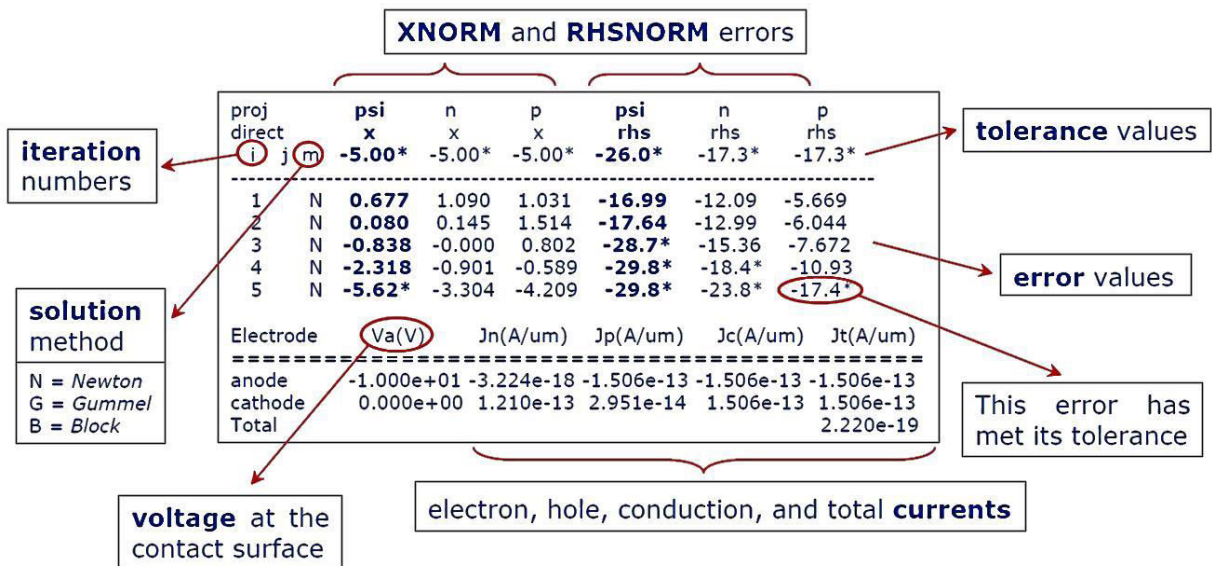 XNORM and RHSNORM errors
proj psi n p psi n p
direct x x x rhs rhs rhs
i j m -5.00* -5.00* -5.00* -26.0* -17.3* -17.3*
--------------------------------------------------------------------------------
1 N 0.677 1.090 1.031 -16.99 -12.09 -5.669
2 N 0.080 0.145 1.514 -17.64 -12.99 -6.044
3 N -0.838 -0.000 0.802 -28.7* -15.36 -7.672
4 N -2.318 -0.901 -0.589 -29.8* -18.4* -10.93
5 N -5.62* -3.304 -4.209 -29.8* -23.8* -17.4*
Electrode Va(V) Jn(A/um) Jp(A/um) Jc(A/um) Jt(A/um)
==================================================
anode -1.000e+01 -3.224e-18 -1.506e-13 -1.506e-13 -1.506e-13
cathode 0.000e+00 1.210e-13 2.951e-14 1.506e-13 1.506e-13
Total 2.220e-19
iteration
numbers
solution
method
N = Newton
G = Gummel
B = Block
tolerance values
error values
This error has
met its tolerance
voltage at the
contact surface
electron, hole, conduction, and total currents